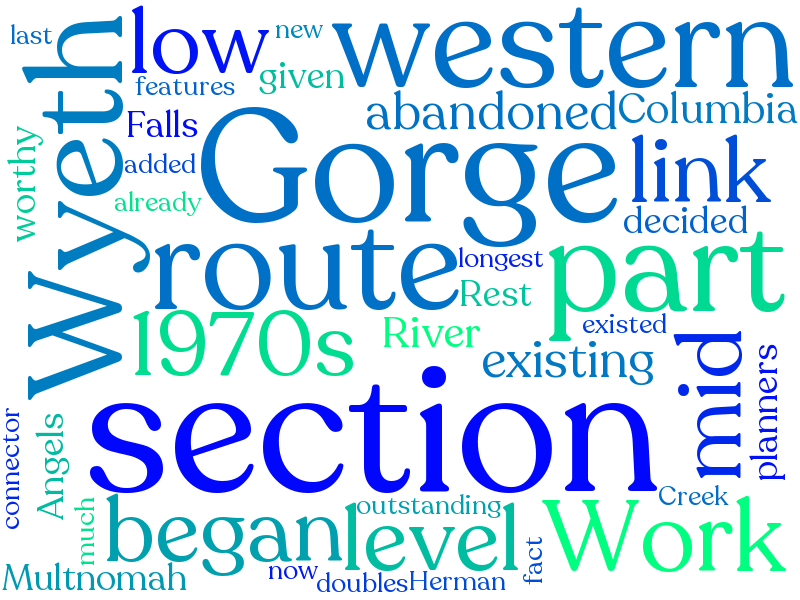 last
low
new
western
features
given
Wyeth
Falls
abandoned
Columbia
worthy
added
Gorge
link
already
decided
route
longest
part
Rest
1970s
River
existed
existing
mid
planners
section
connector
Angels
much
began
outstanding
level
Creek
Work
fact
Multnomah
now
doubles
Herman